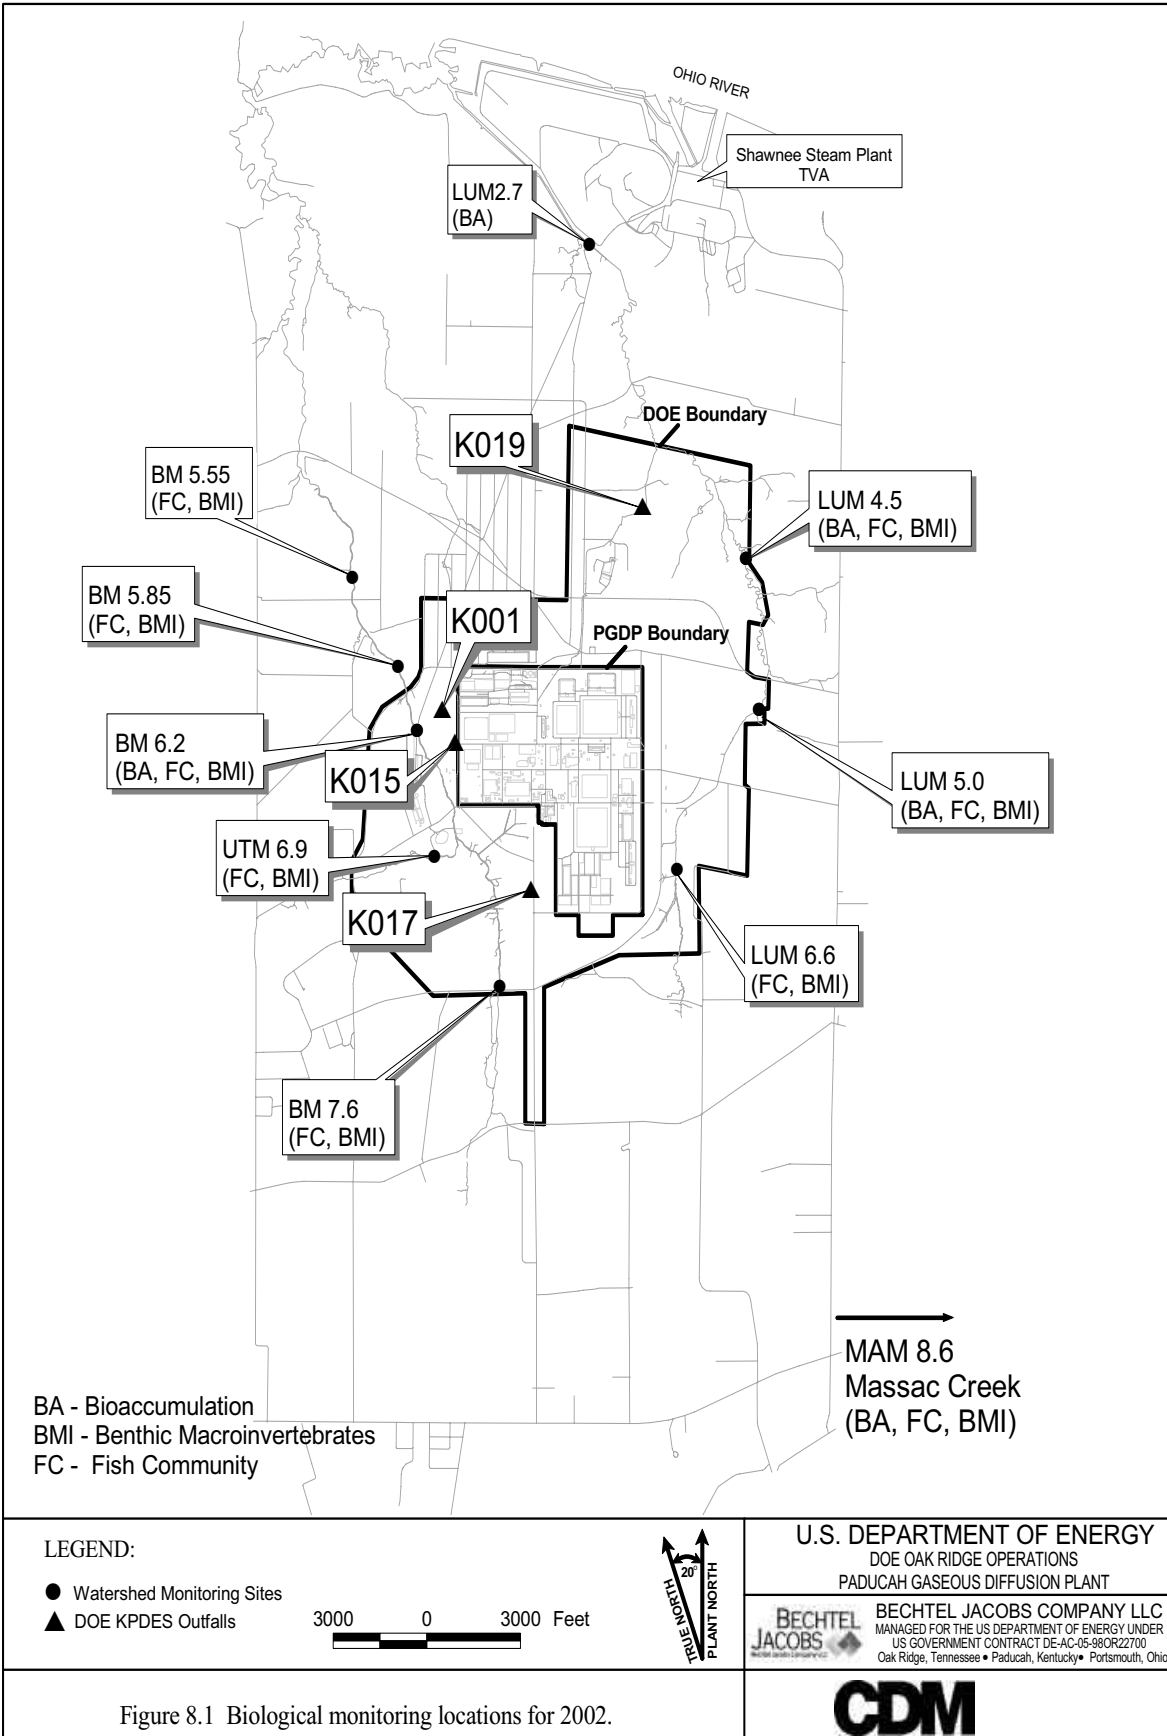 OHIO RIVER
Shawnee Steam Plant
TVA
LUM2.7
(BA)
DOE Boundary
K019
BM 5.55
(FC, BMI)
LUM 4.5
(BA, FC, BMI)
BM 5.85
(FC, BMI)
K001
PGDP Boundary
BM 6.2
(BA, FC, BMI)
K015
LUM 5.0
(BA, FC, BMI)
UTM 6.9
(FC, BMI)
K017
LUM 6.6
(FC, BMI)
BM 7.6
(FC, BMI)
MAM 8.6
Massac Creek
(BA, FC, BMI)
BA - Bioaccumulation
BMI - Benthic Macroinvertebrates
FC - Fish Community
LEGEND:
Watershed Monitoring Sites
DOE KPDES Outfalls
3000 0 3000 Feet
20°
TRUE NORTH
PLANT NORTH
U.S. DEPARTMENT OF ENERGY
DOE OAK RIDGE OPERATIONS
PADUCAH GASEOUS DIFFUSION PLANT
BECHTEL
JACOBS
BECHTEL JACOBS COMPANY LLC
MANAGED FOR THE US DEPARTMENT OF ENERGY UNDER
US GOVERNMENT CONTRACT DE-AC-05-98OR22700
Oak Ridge, Tennessee • Paducah, Kentucky • Portsmouth, Ohio
Figure 8.1 Biological monitoring locations for 2002.
CDM